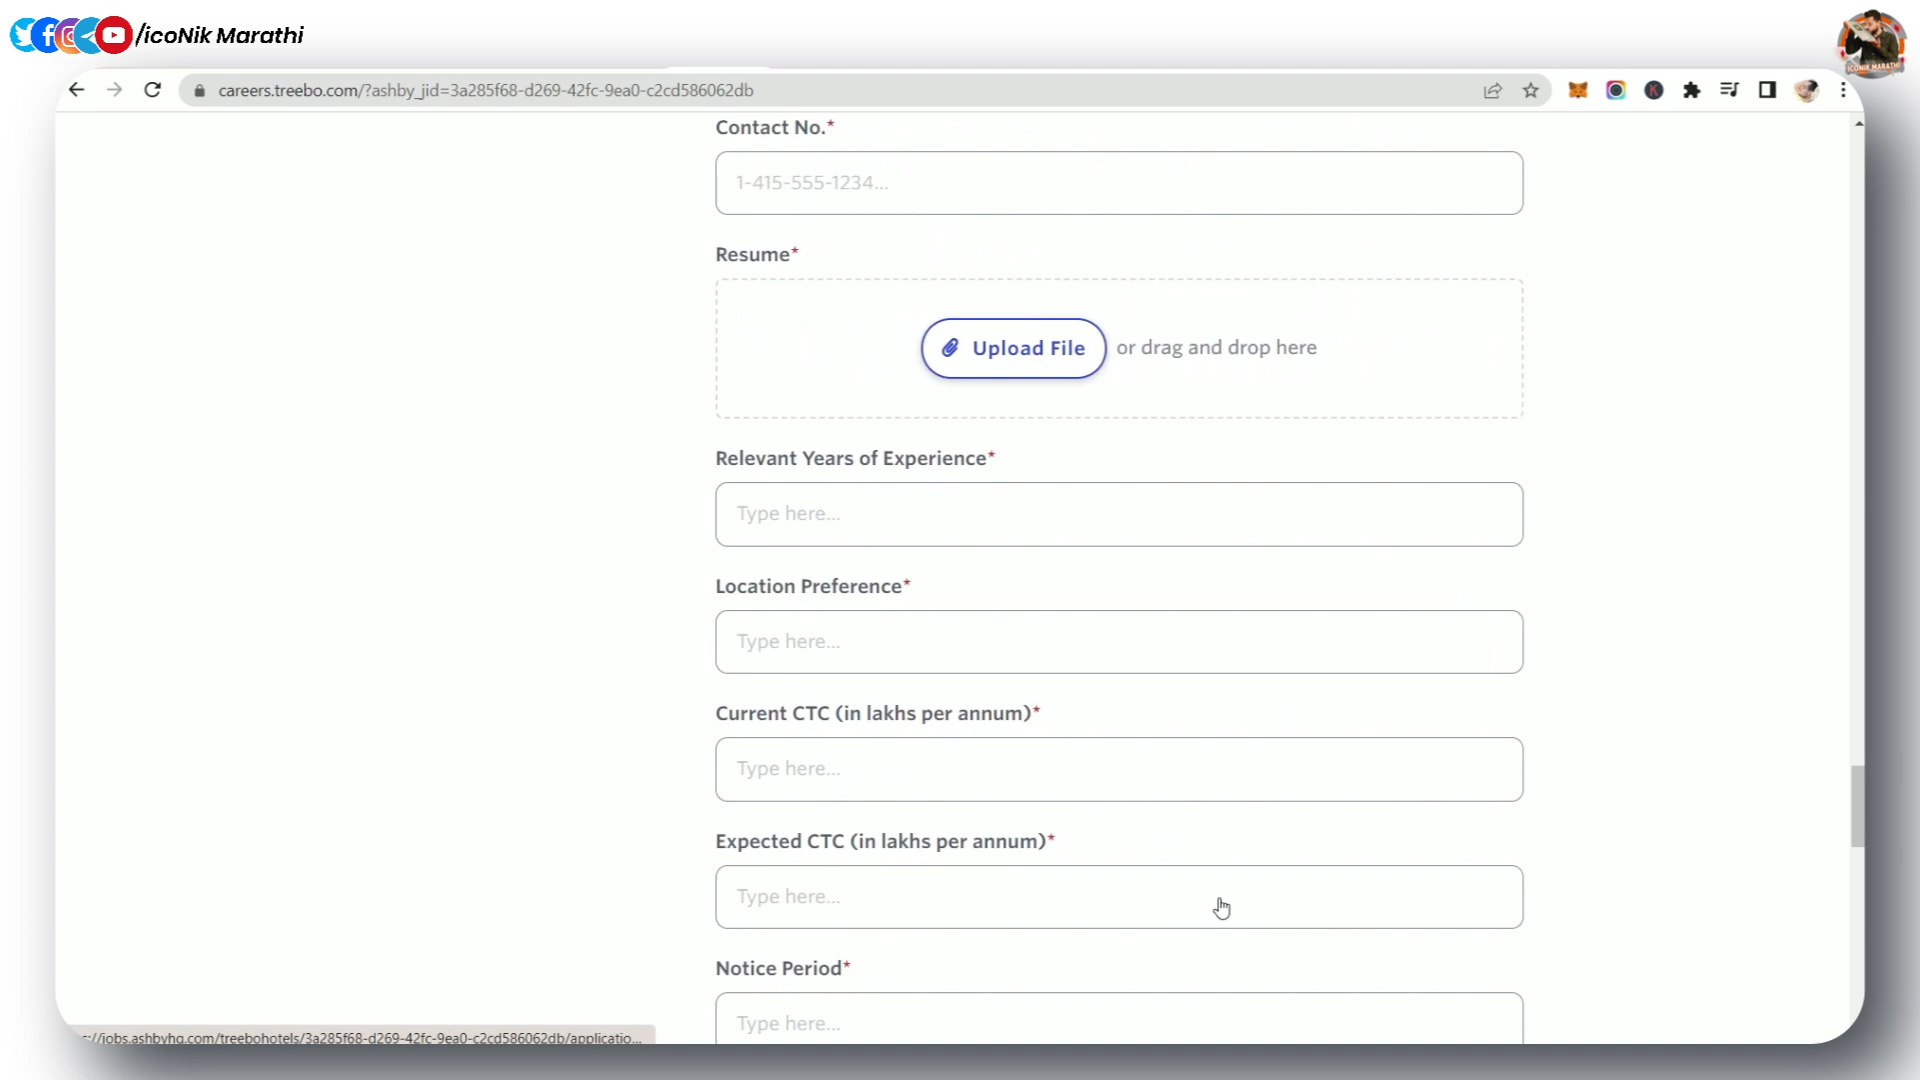 /icoNik Marathi
careers.treebo.com/?ashby_jid=3a285f68-d269-42fc-9ea0-c2cd586062db
Contact No.*
1-415-555-1234...
Resume*
Upload File or drag and drop here
Relevant Years of Experience*
Type here...
Location Preference*
Type here...
Current CTC (in lakhs per annum)*
Type here...
Expected CTC (in lakhs per annum)*
Type here...
Notice Period*
Type here...
://jobs.ashbyhq.com/treebohotels/3a285f68-d269-42fc-9ea0-c2cd586062db/applicatio...